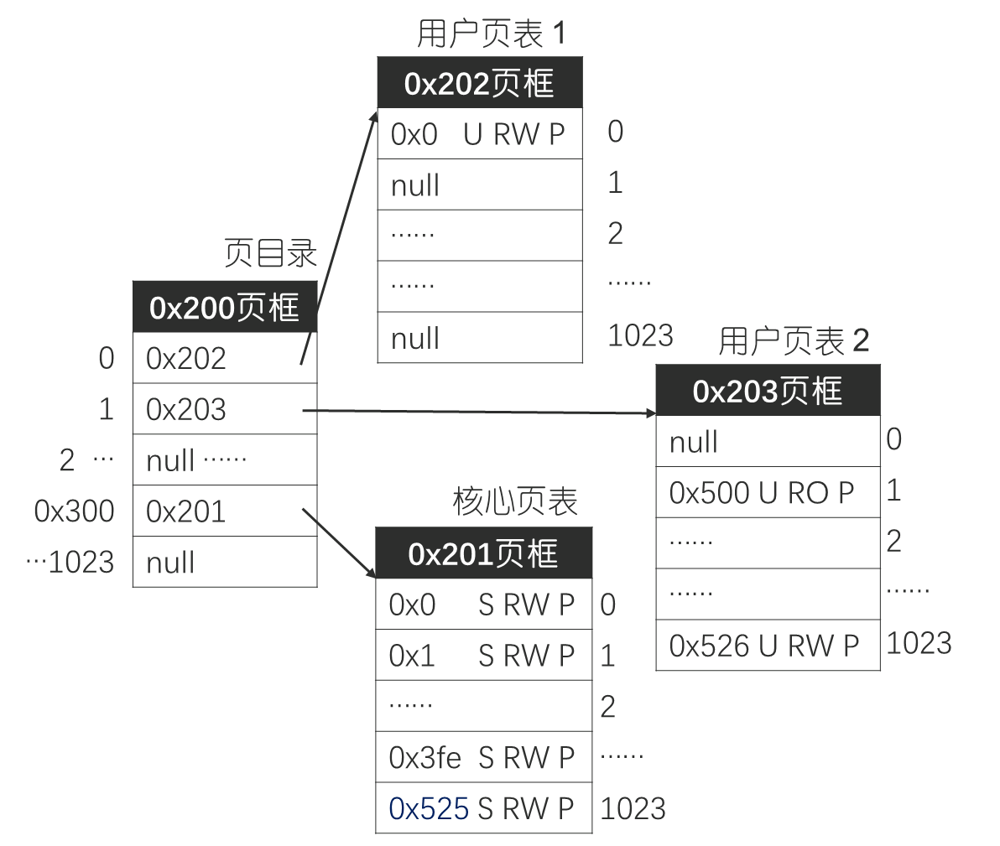 用户页表 1
0x202页框
0x0 U RW P 0
null 1
…… 2
…… ……
null 1023
页目录
0x200页框
0 0x202
1 0x203
2 … null ……
0x300 0x201
…1023 null
用户页表 2
0x203页框
null 0
0x500 U RO P 1
…… 2
…… ……
0x526 U RW P 1023
核心页表
0x201页框
0x0 S RW P 0
0x1 S RW P 1
…… 2
0x3fe S RW P ……
0x525 S RW P 1023